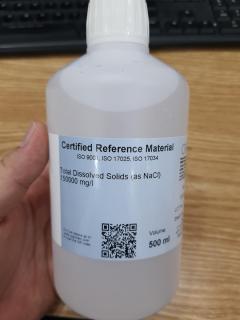 Certified Reference Material
ISO 9001, ISO 17025, ISO 17034
Total Dissolved Solids (as NaCl)
150000 mg/l
Volume
500 ml